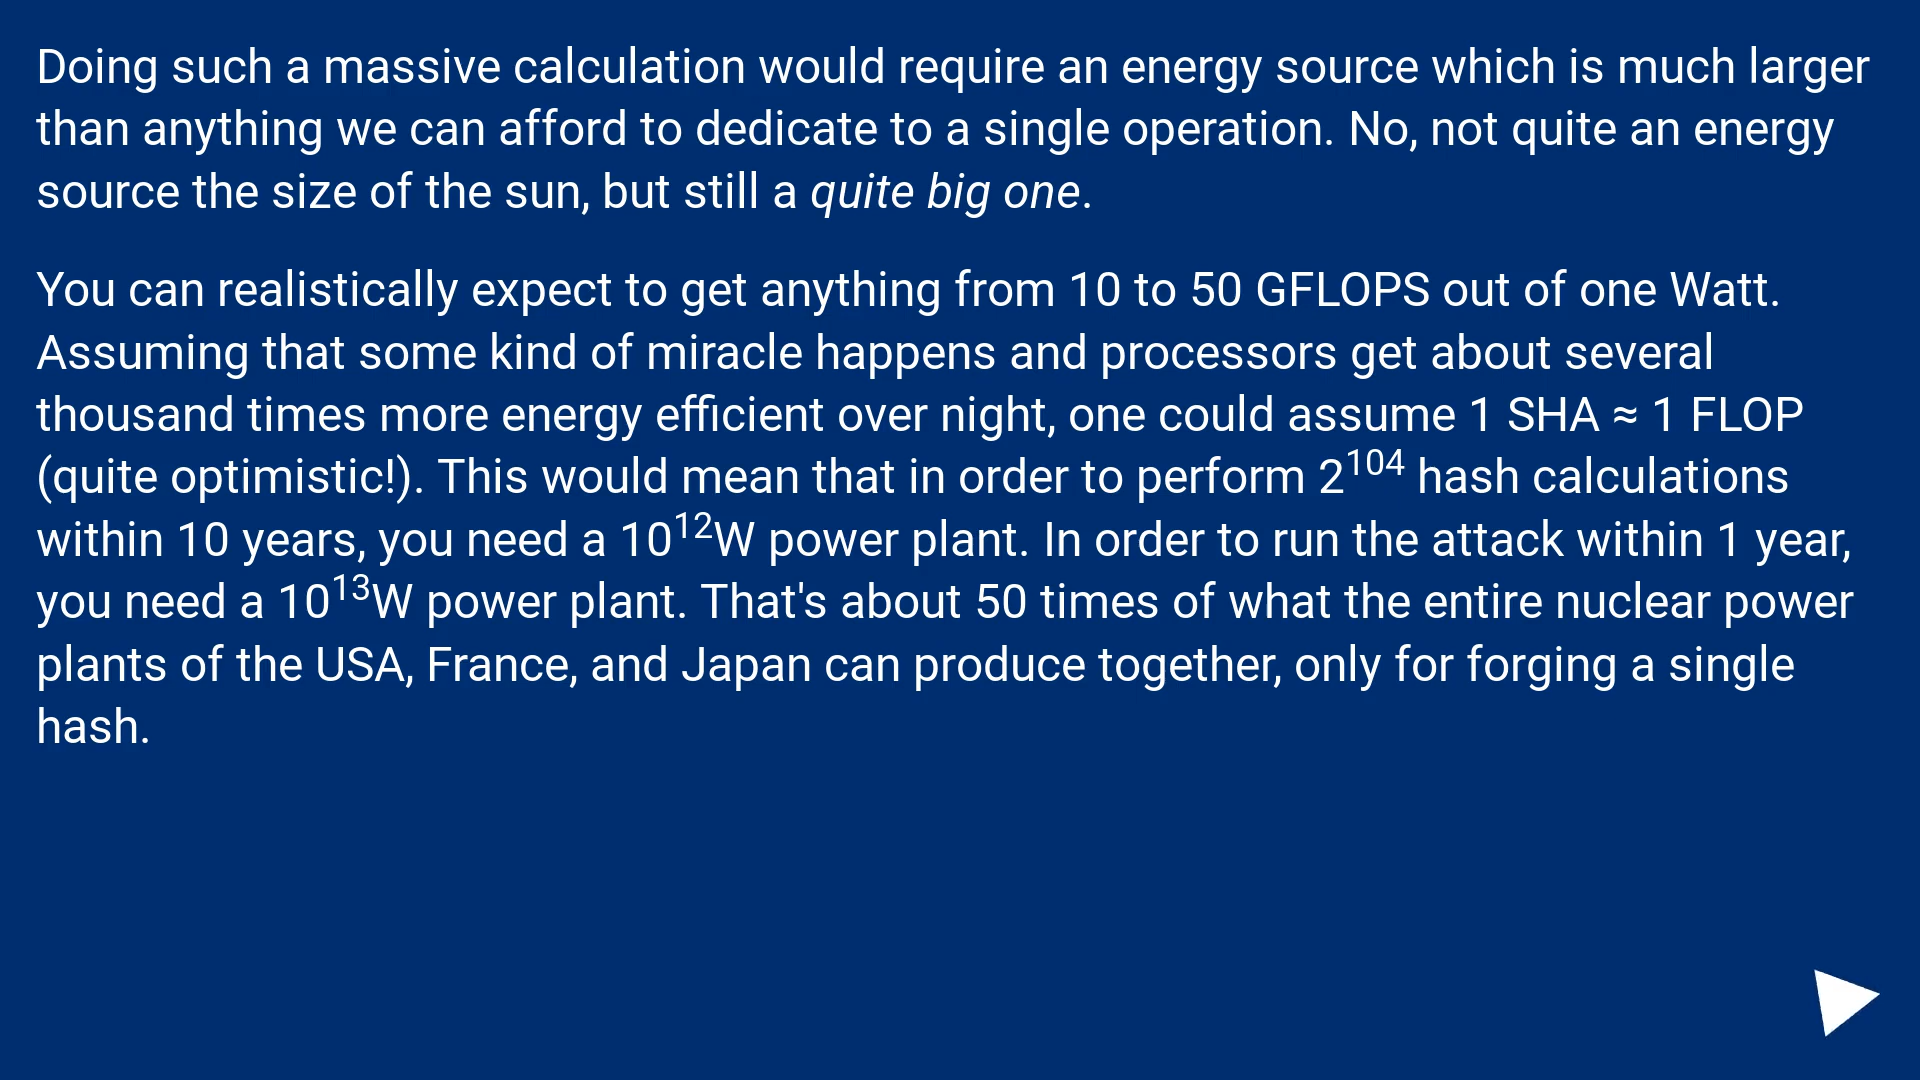 Doing such a massive calculation would require an energy source which is much larger
than anything we can afford to dedicate to a single operation. No, not quite an energy
source the size of the sun, but still a quite big one.
You can realistically expect to get anything from 10 to 50 GFLOPS out of one Watt.
Assuming that some kind of miracle happens and processors get about several
thousand times more energy efficient over night, one could assume 1 SHA ≈ 1 FLOP
(quite optimistic!). This would mean that in order to perform 2¹⁰⁴ hash calculations
within 10 years, you need a 10¹²W power plant. In order to run the attack within 1 year,
you need a 10¹³W power plant. That's about 50 times of what the entire nuclear power
plants of the USA, France, and Japan can produce together, only for forging a single
hash.